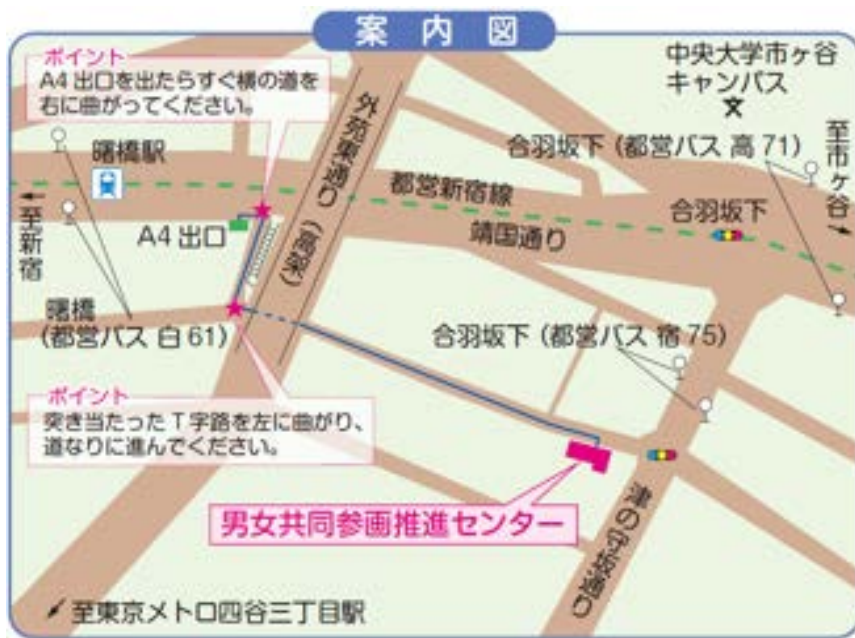 案内図
ポイント
A4出口を出たらすぐ横の道を
右に曲がってください。
中央大学市ヶ谷
キャンパス
外苑東通り(高架)
曙橋駅
合羽坂下(都営バス 高71)
至市ヶ谷
都営新宿線
合羽坂下
至新宿
A4出口
靖国通り
曙橋
(都営バス 白61)
合羽坂下(都営バス 宿75)
ポイント
突き当たったT字路を左に曲がり、
道なりに進んでください。
男女共同参画推進センター
津の守坂通り
至東京メトロ四谷三丁目駅